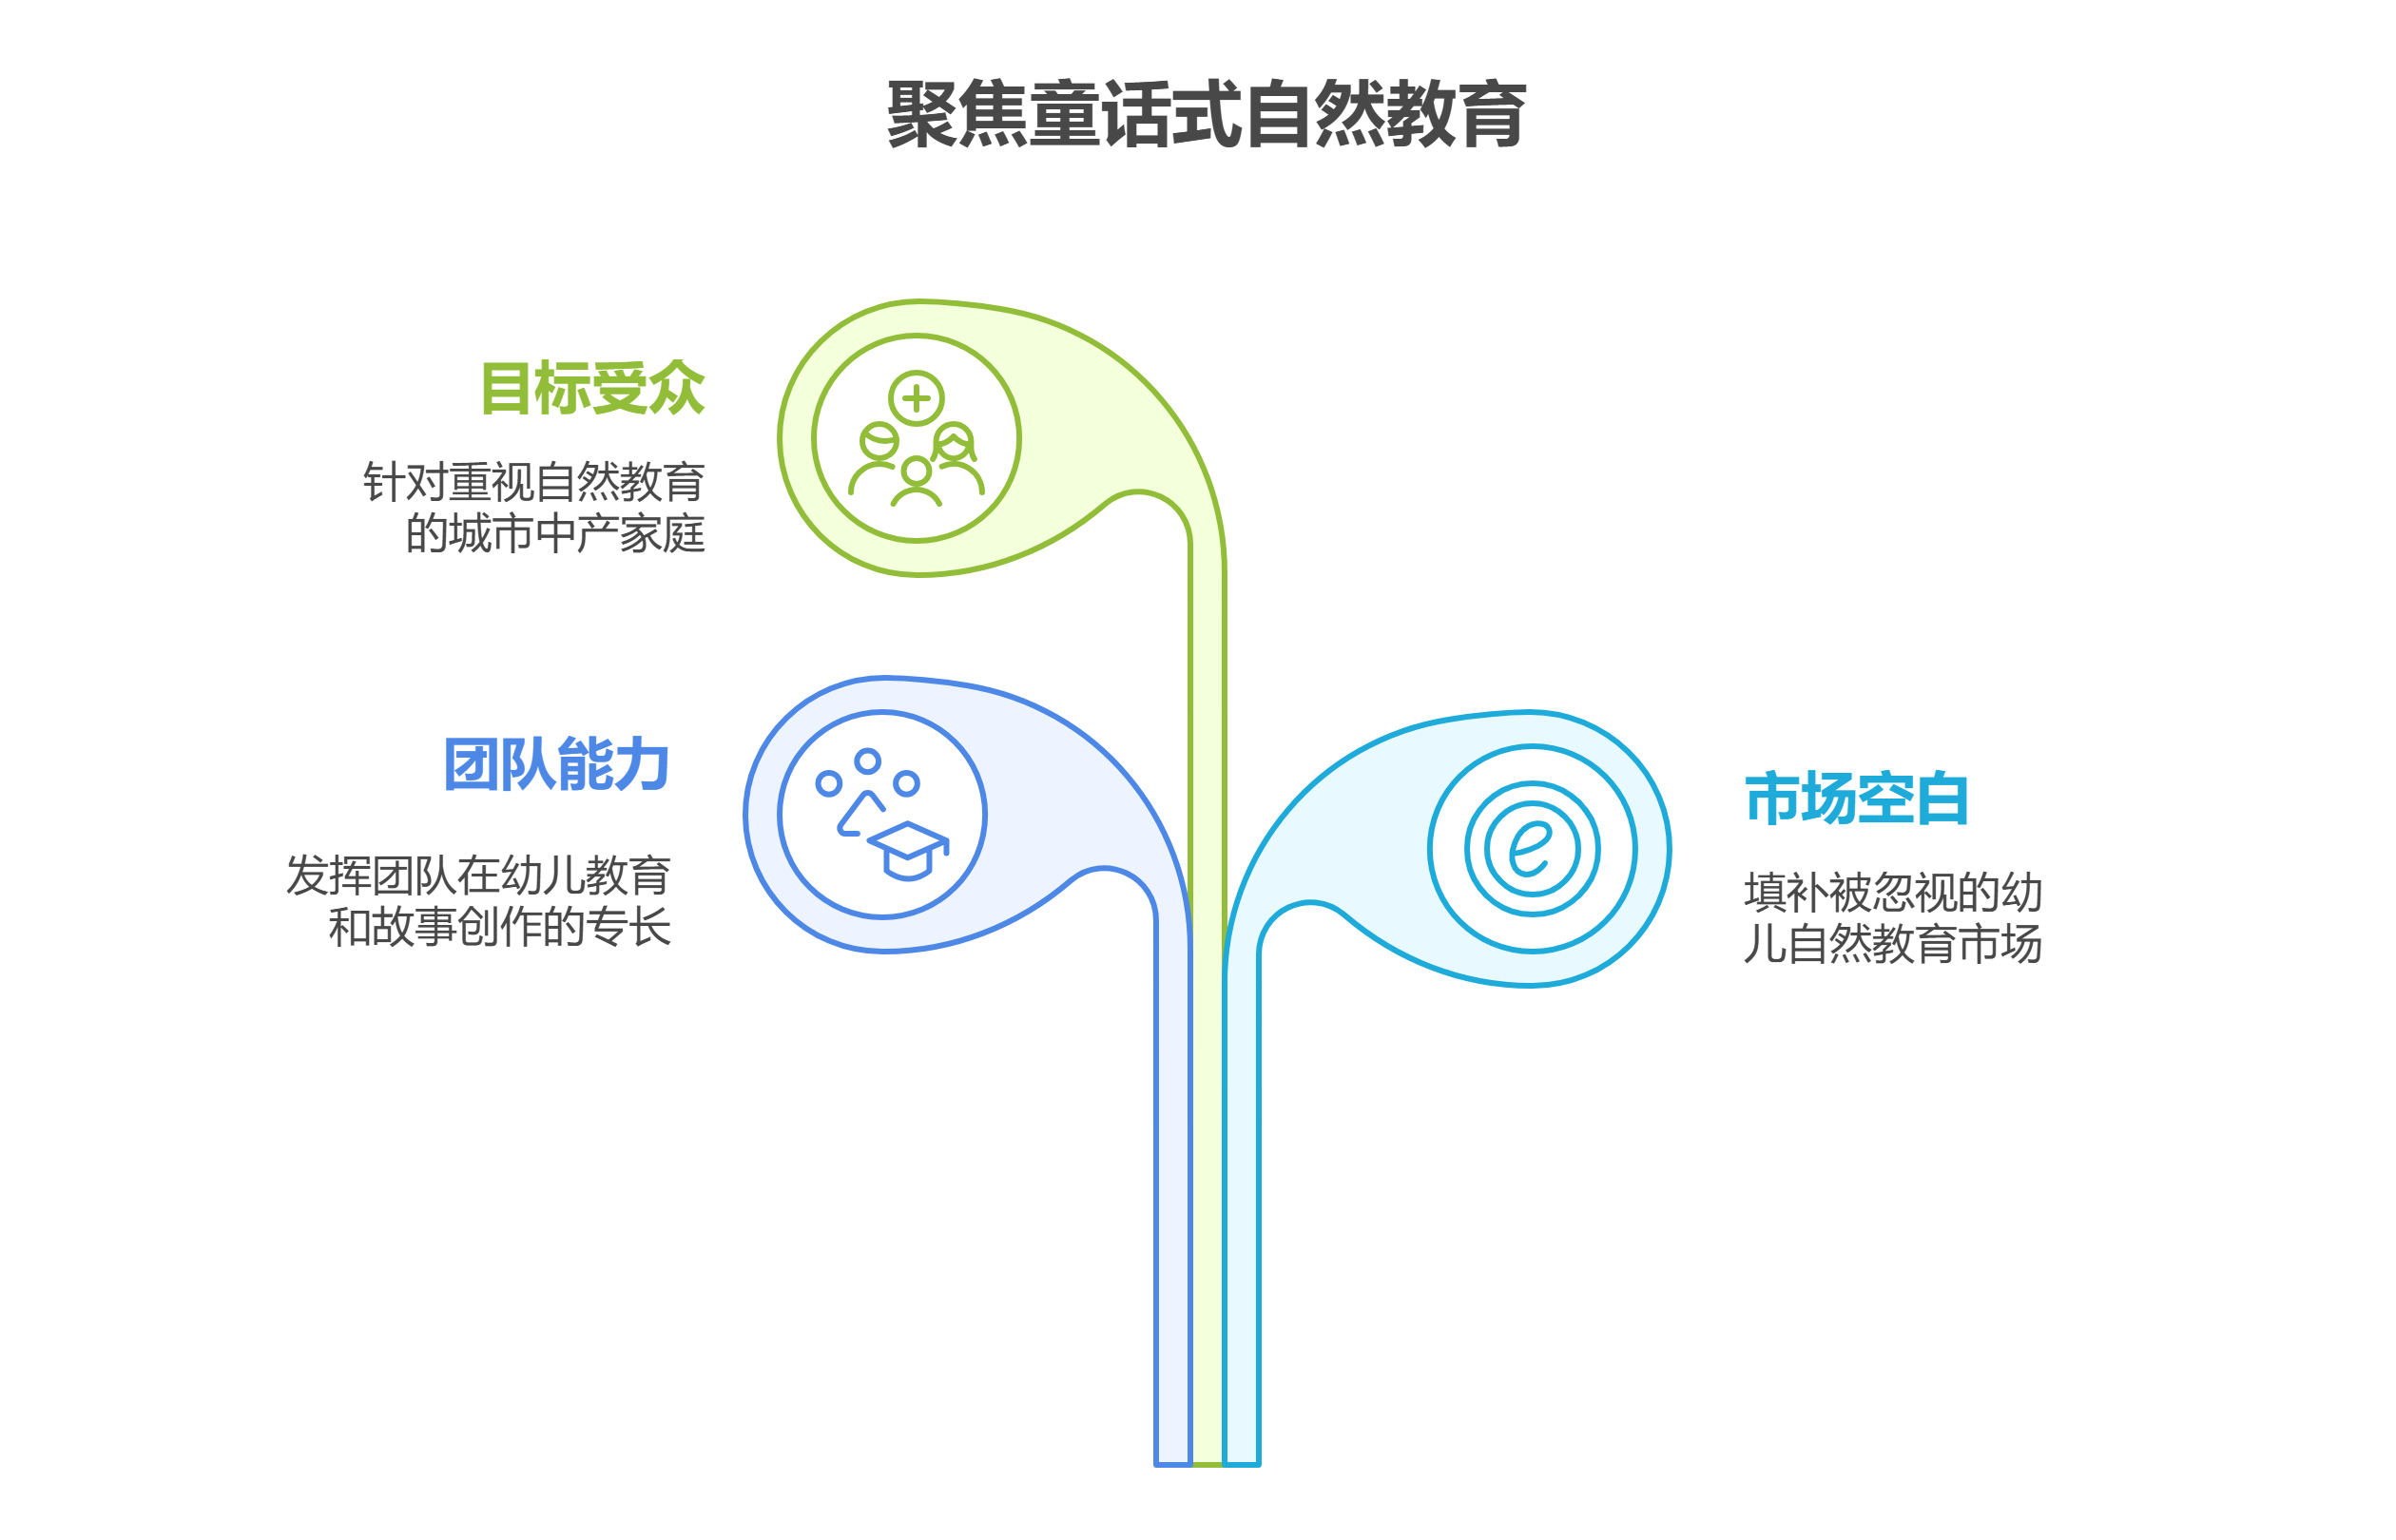 聚焦童话式自然教育
目标受众
针对重视自然教育
的城市中产家庭
团队能力
发挥团队在幼儿教育
和故事创作的专长
市场空白
填补被忽视的幼
儿自然教育市场